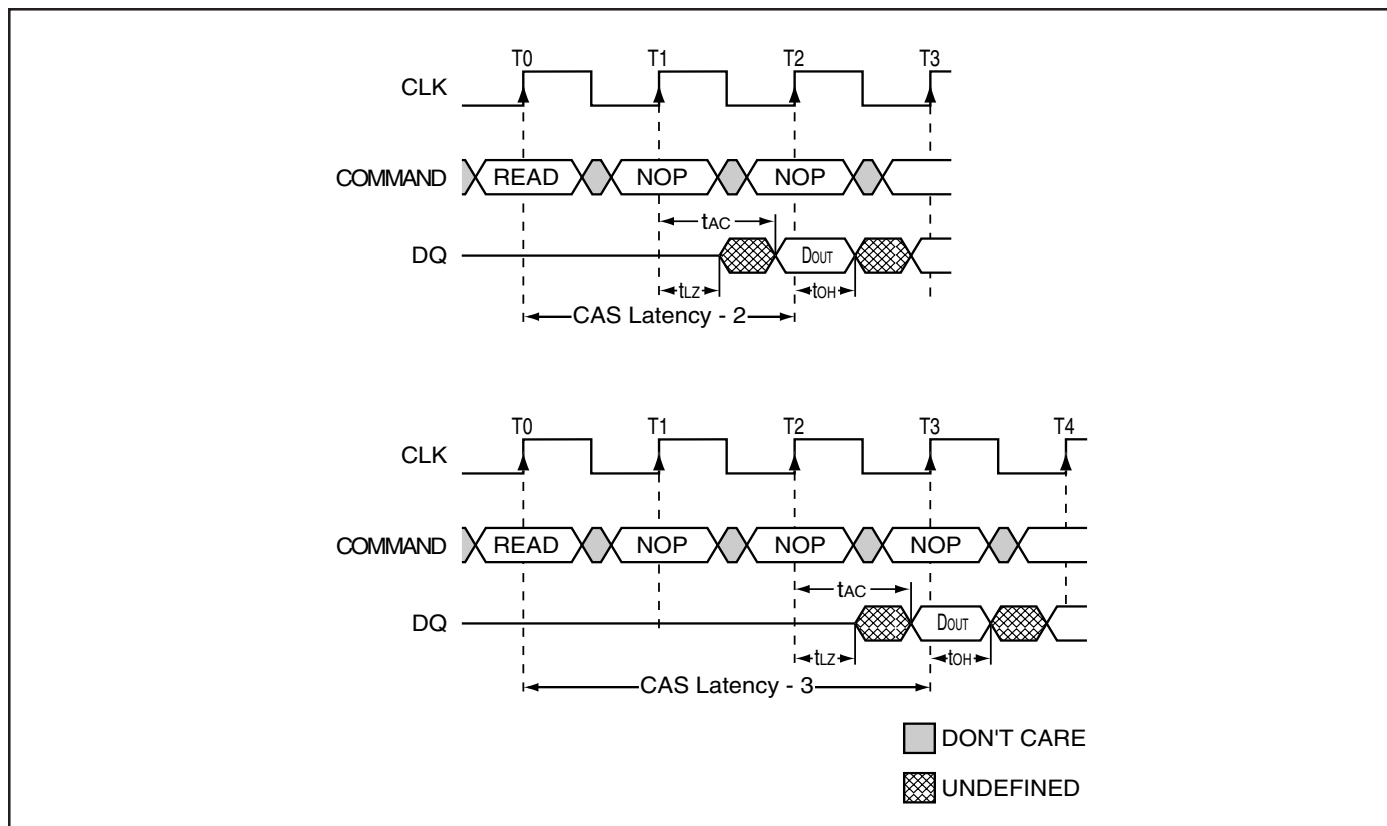 T0 T1 T2 T3
CLK
COMMAND READ NOP NOP
tAC
DQ DOUT
tLZ tOH
CAS Latency - 2
T0 T1 T2 T3 T4
CLK
COMMAND READ NOP NOP NOP
tAC
DQ DOUT
tLZ tOH
CAS Latency - 3
DON'T CARE
UNDEFINED